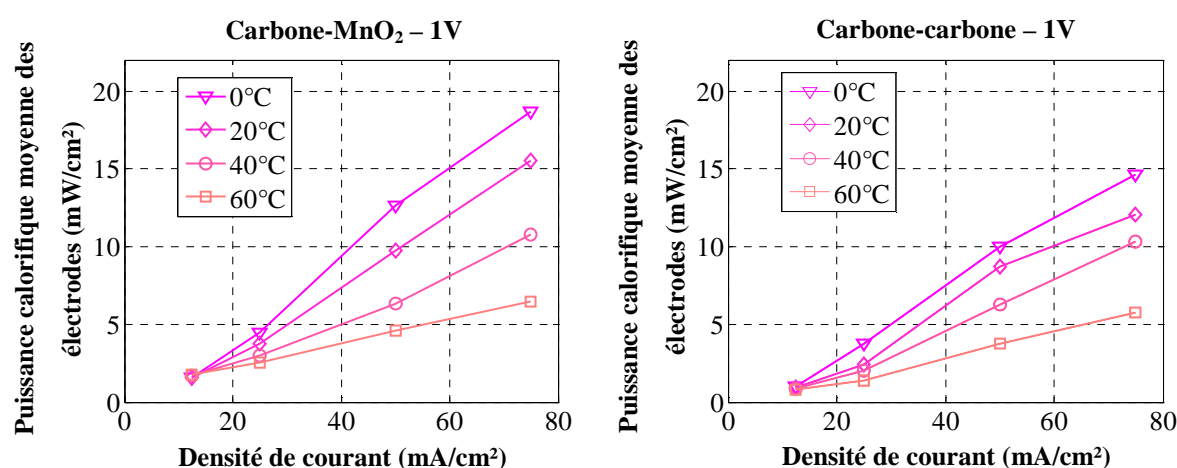 Carbone-MnO₂ – 1V
Puissance calorifique moyenne des
électrodes (mW/cm²)
20
15
10
5
0
0°C
20°C
40°C
60°C
0
20
40
60
80
Densité de courant (mA/cm²)
Carbone-carbone – 1V
Puissance calorifique moyenne des
électrodes (mW/cm²)
20
15
10
5
0
0°C
20°C
40°C
60°C
0
20
40
60
80
Densité de courant (mA/cm²)